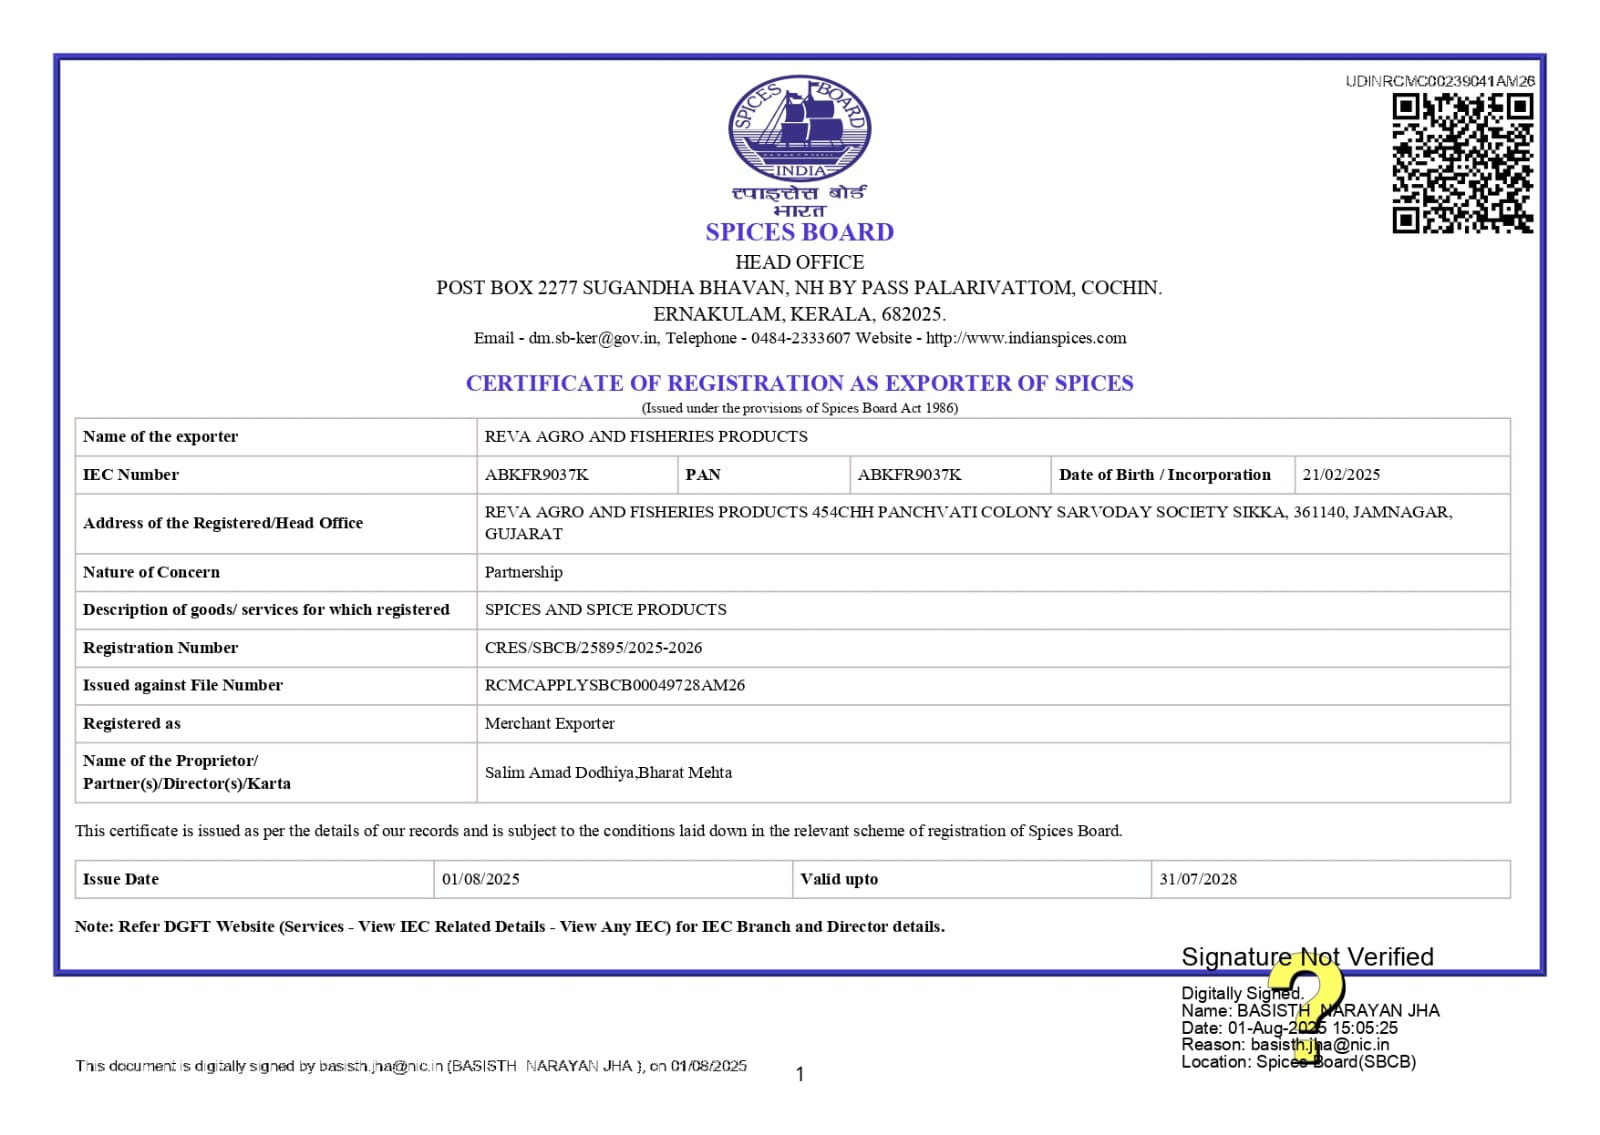 UDINRCMC00239041AM26
SPICES BOARD
INDIA
स्पाइसेस बोर्ड
भारत
SPICES BOARD
HEAD OFFICE
POST BOX 2277 SUGANDHA BHAVAN, NH BY PASS PALARIVATTOM, COCHIN.
ERNAKULAM, KERALA, 682025.
Email - dm.sb-ker@gov.in, Telephone - 0484-2333607 Website - http://www.indianspices.com
CERTIFICATE OF REGISTRATION AS EXPORTER OF SPICES
(Issued under the provisions of Spices Board Act 1986)
Name of the exporter REVA AGRO AND FISHERIES PRODUCTS
IEC Number ABKFR9037K PAN ABKFR9037K Date of Birth / Incorporation 21/02/2025
Address of the Registered/Head Office REVA AGRO AND FISHERIES PRODUCTS 454CHH PANCHVATI COLONY SARVODAY SOCIETY SIKKA, 361140, JAMNAGAR,
GUJARAT
Nature of Concern Partnership
Description of goods/ services for which registered SPICES AND SPICE PRODUCTS
Registration Number CRES/SBCB/25895/2025-2026
Issued against File Number RCMCAPPLYSBCB00049728AM26
Registered as Merchant Exporter
Name of the Proprietor/
Partner(s)/Director(s)/Karta Salim Amad Dodhiya,Bharat Mehta
This certificate is issued as per the details of our records and is subject to the conditions laid down in the relevant scheme of registration of Spices Board.
Issue Date 01/08/2025 Valid upto 31/07/2028
Note: Refer DGFT Website (Services - View IEC Related Details - View Any IEC) for IEC Branch and Director details.
Signature Not Verified
Digitally Signed.
Name: BASISTH NARAYAN JHA
Date: 01-Aug-2025 15:05:25
Reason: basisth.jha@nic.in
Location: Spices Board(SBCB)
This document is digitally signed by basisth.jha@nic.in (BASISTH NARAYAN JHA ), on 01/08/2025
1